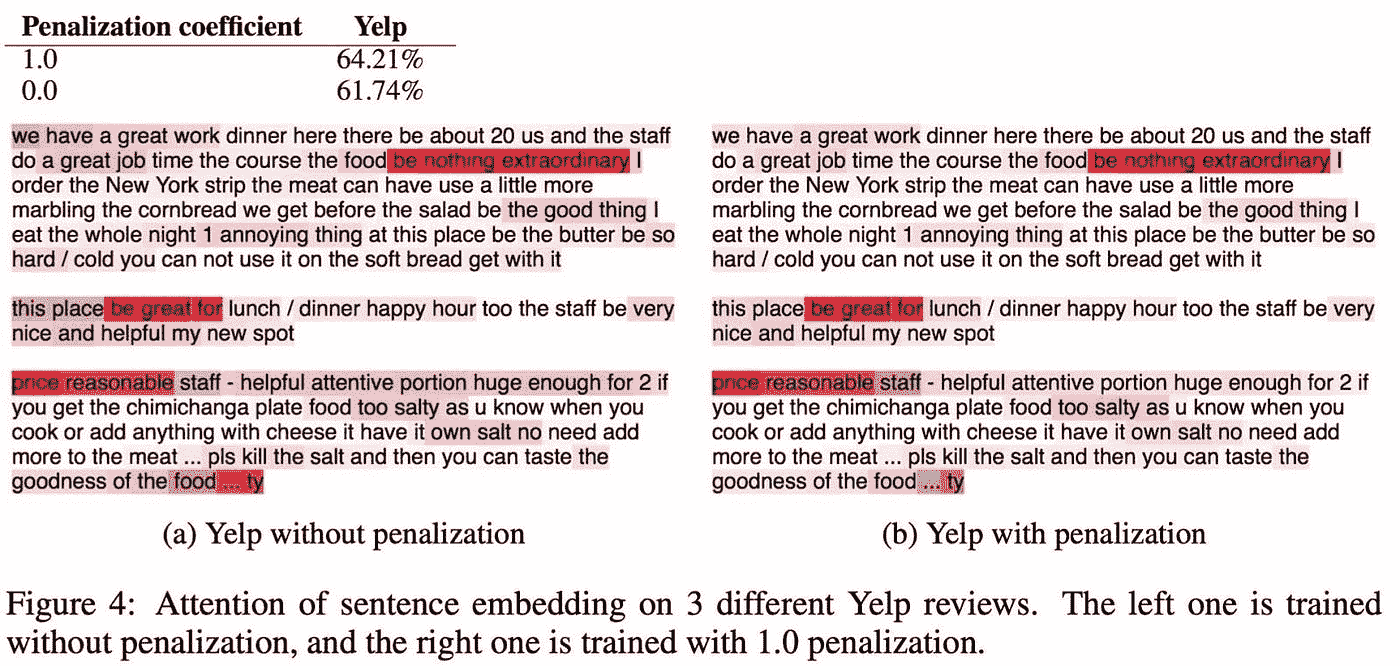 Penalization coefficient Yelp
1.0 64.21%
0.0 61.74%
we have a great work dinner here there be about 20 us and the staff
do a great job time the course the food be nothing extraordinary I
order the New York strip the meat can have use a little more
marbling the cornbread we get before the salad be the good thing I
eat the whole night 1 annoying thing at this place be the butter be so
hard / cold you can not use it on the soft bread get with it
this place be great for lunch / dinner happy hour too the staff be very
nice and helpful my new spot
price reasonable staff - helpful attentive portion huge enough for 2 if
you get the chimichanga plate food too salty as u know when you
cook or add anything with cheese it have it own salt no need add
more to the meat ... pls kill the salt and then you can taste the
goodness of the food ... ty
(a) Yelp without penalization
we have a great work dinner here there be about 20 us and the staff
do a great job time the course the food be nothing extraordinary I
order the New York strip the meat can have use a little more
marbling the cornbread we get before the salad be the good thing I
eat the whole night 1 annoying thing at this place be the butter be so
hard / cold you can not use it on the soft bread get with it
this place be great for lunch / dinner happy hour too the staff be very
nice and helpful my new spot
price reasonable staff - helpful attentive portion huge enough for 2 if
you get the chimichanga plate food too salty as u know when you
cook or add anything with cheese it have it own salt no need add
more to the meat ... pls kill the salt and then you can taste the
goodness of the food ... ty
(b) Yelp with penalization
Figure 4: Attention of sentence embedding on 3 different Yelp reviews. The left one is trained
without penalization, and the right one is trained with 1.0 penalization.